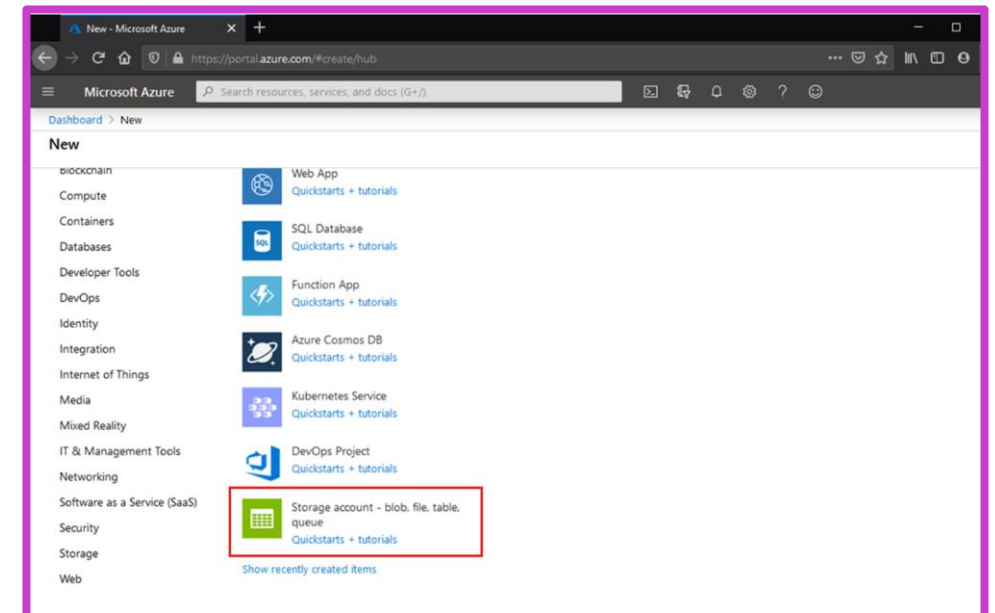 New - Microsoft Azure
https://portal.azure.com/#create/hub
Microsoft Azure
Search resources, services, and docs (G+/)
Dashboard > New
New
Blockchain
Compute
Containers
Databases
Developer Tools
DevOps
Identity
Integration
Internet of Things
Media
Mixed Reality
IT & Management Tools
Networking
Software as a Service (SaaS)
Security
Storage
Web
Web App
Quickstarts + tutorials
SQL Database
SQL
Quickstarts + tutorials
Function App
Quickstarts + tutorials
Azure Cosmos DB
Quickstarts + tutorials
Kubernetes Service
Quickstarts + tutorials
DevOps Project
Quickstarts + tutorials
Storage account - blob, file, table,
queue
Quickstarts + tutorials
Show recently created items